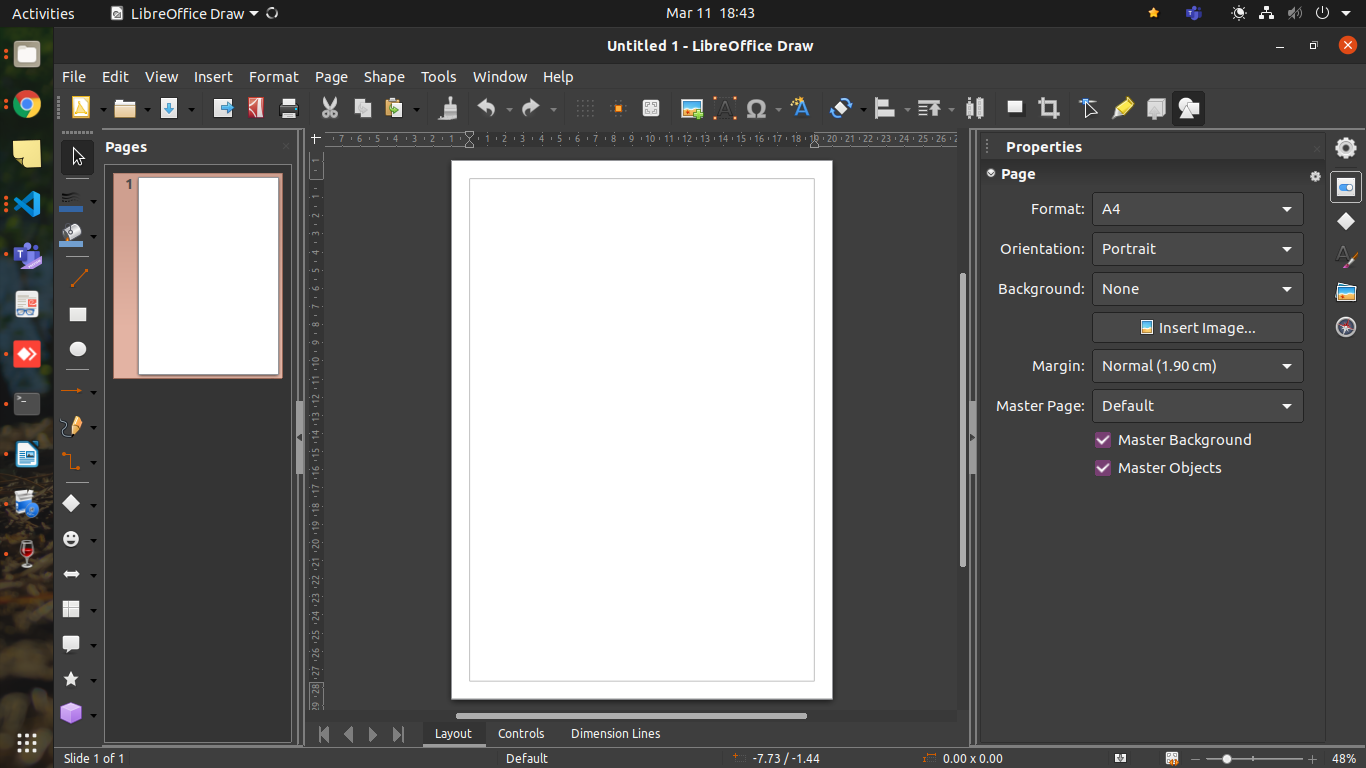 Activities
LibreOffice Draw
Mar 11 18:43
Untitled 1 - LibreOffice Draw
File Edit View Insert Format Page Shape Tools Window Help
Pages
1
Properties
Page
Format: A4
Orientation: Portrait
Background: None
Insert Image...
Margin: Normal (1.90 cm)
Master Page: Default
Master Background
Master Objects
Layout Controls Dimension Lines
Slide 1 of 1
Default
-7.73 / -1.44
0.00 x 0.00
48%